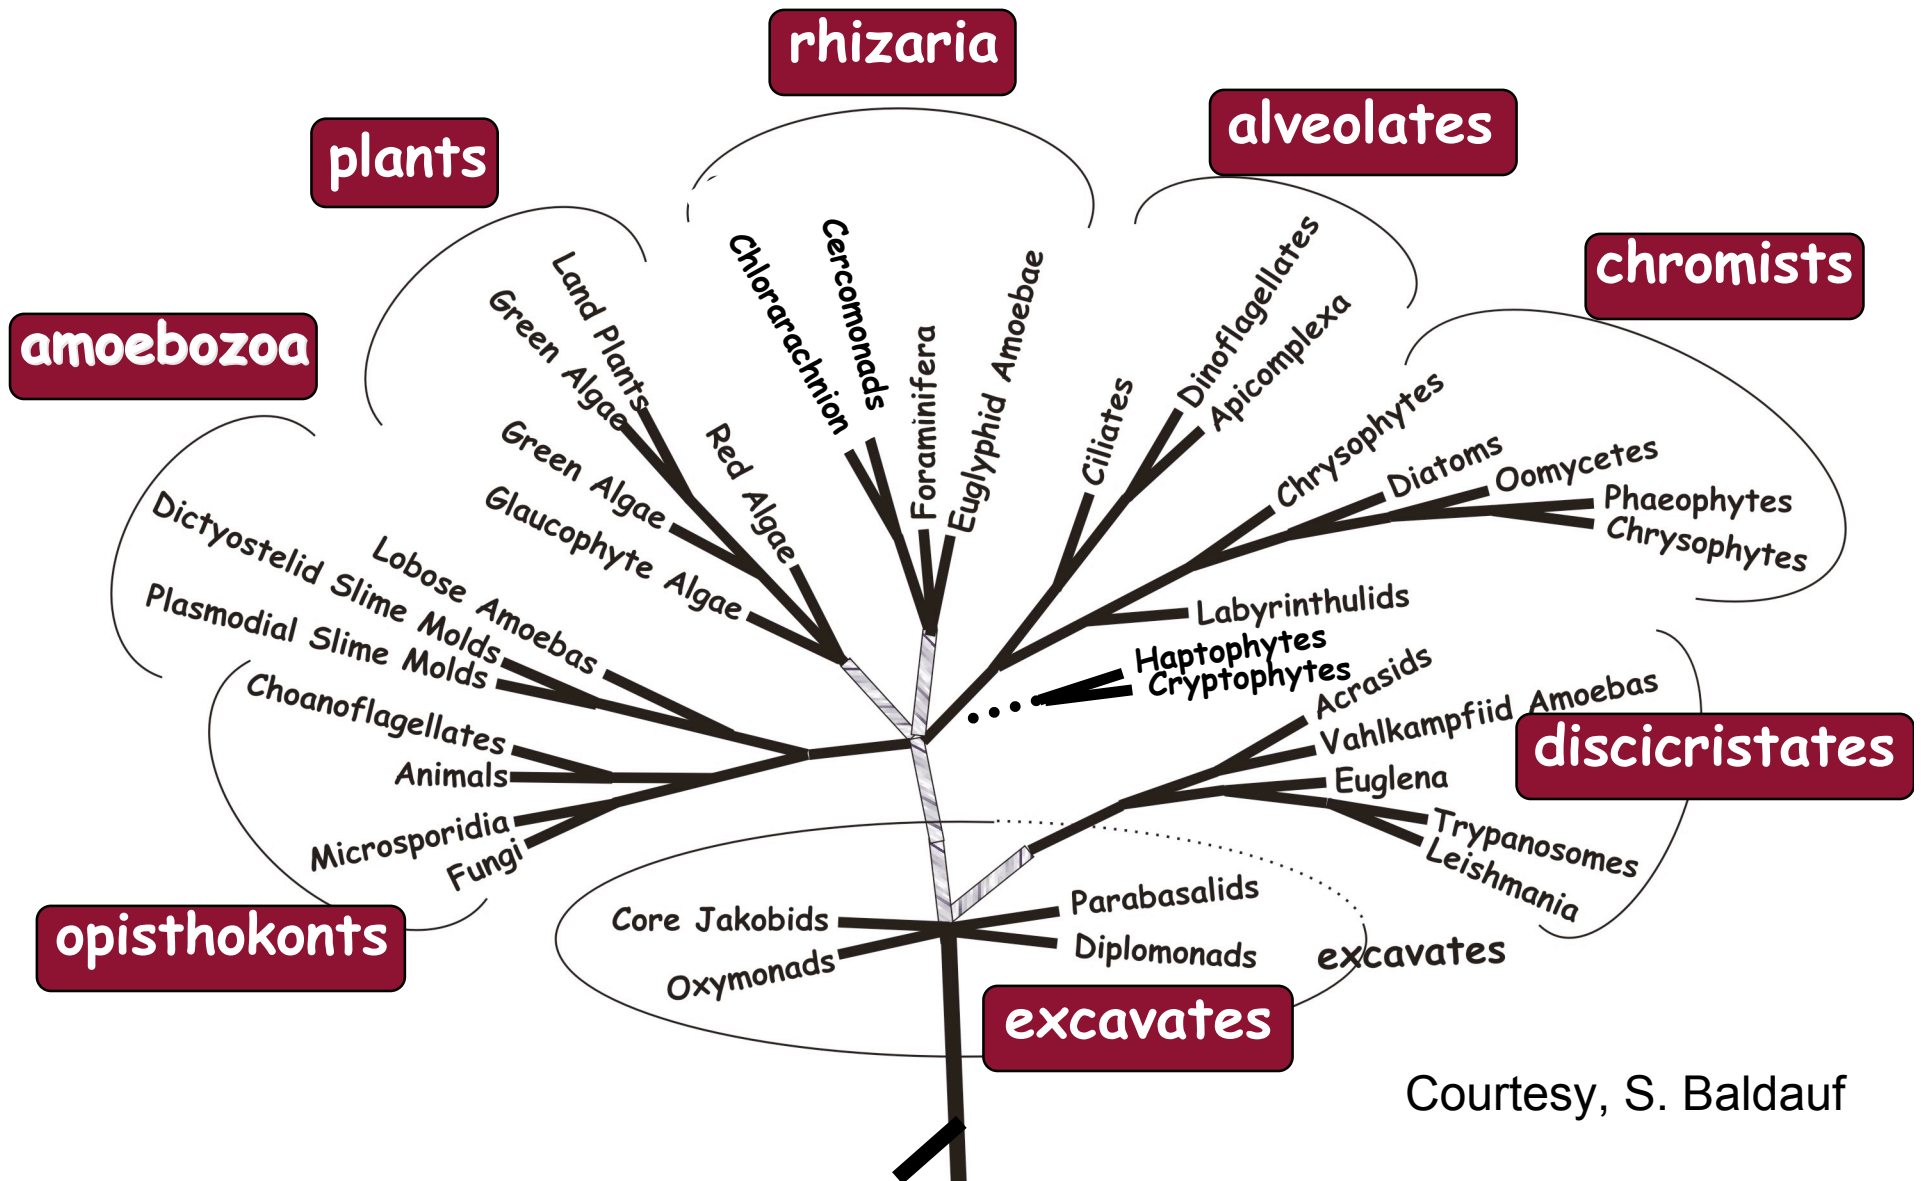 rhizaria
alveolates
plants
chromists
amoebozoa
Land Plants
Green Algae
Green Algae
Glaucophyte Algae
Red Algae
Chlorarachnion
Cercomonads
Foraminifera
Euglyphid Amoebae
Ciliates
Dinoflagellates
Apicomplexa
Chrysophytes
Diatoms
Oomycetes
Phaeophytes
Chrysophytes
Labyrinthulids
Haptophytes
Cryptophytes
Dictyostelid Slime Molds
Lobose Amoebas
Plasmodial Slime Molds
Choanoflagellates
Animals
Microsporidia
Fungi
opisthokonts
Acrasids
Vahlkampfiid Amoebas
discicristates
Euglena
Trypanosomes
Leishmania
Core Jakobids
Oxymonads
Parabasalids
Diplomonads
excavates
excavates
Courtesy, S. Baldauf